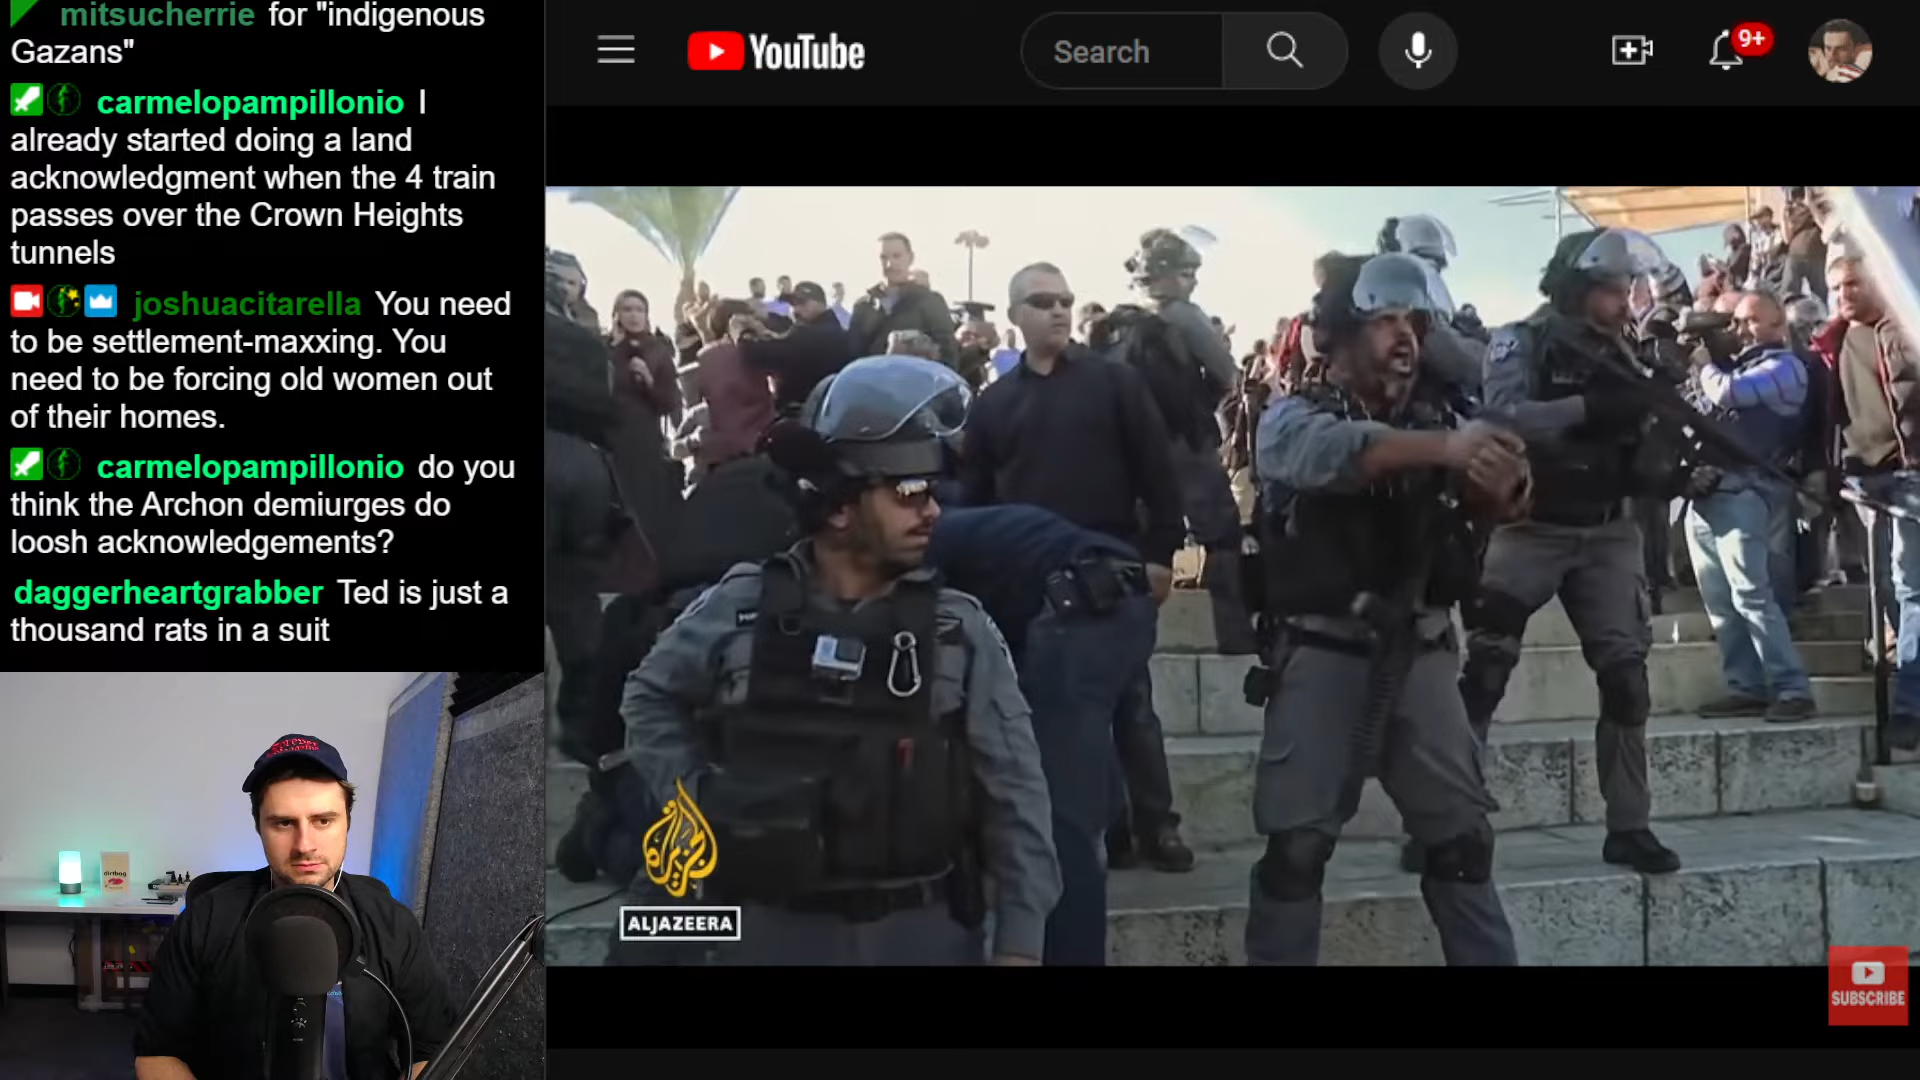 mitsucherrie for "indigenous
Gazans"
carmelopampillonio I
already started doing a land
acknowledgment when the 4 train
passes over the Crown Heights
tunnels
joshuacitarella You need
to be settlement-maxxing. You
need to be forcing old women out
of their homes.
carmelopampillonio do you
think the Archon demiurges do
loosh acknowledgements?
daggerheartgrabber Ted is just a
thousand rats in a suit
YouTube
Search
9+
ALJAZEERA
SUBSCRIBE
dirtbag